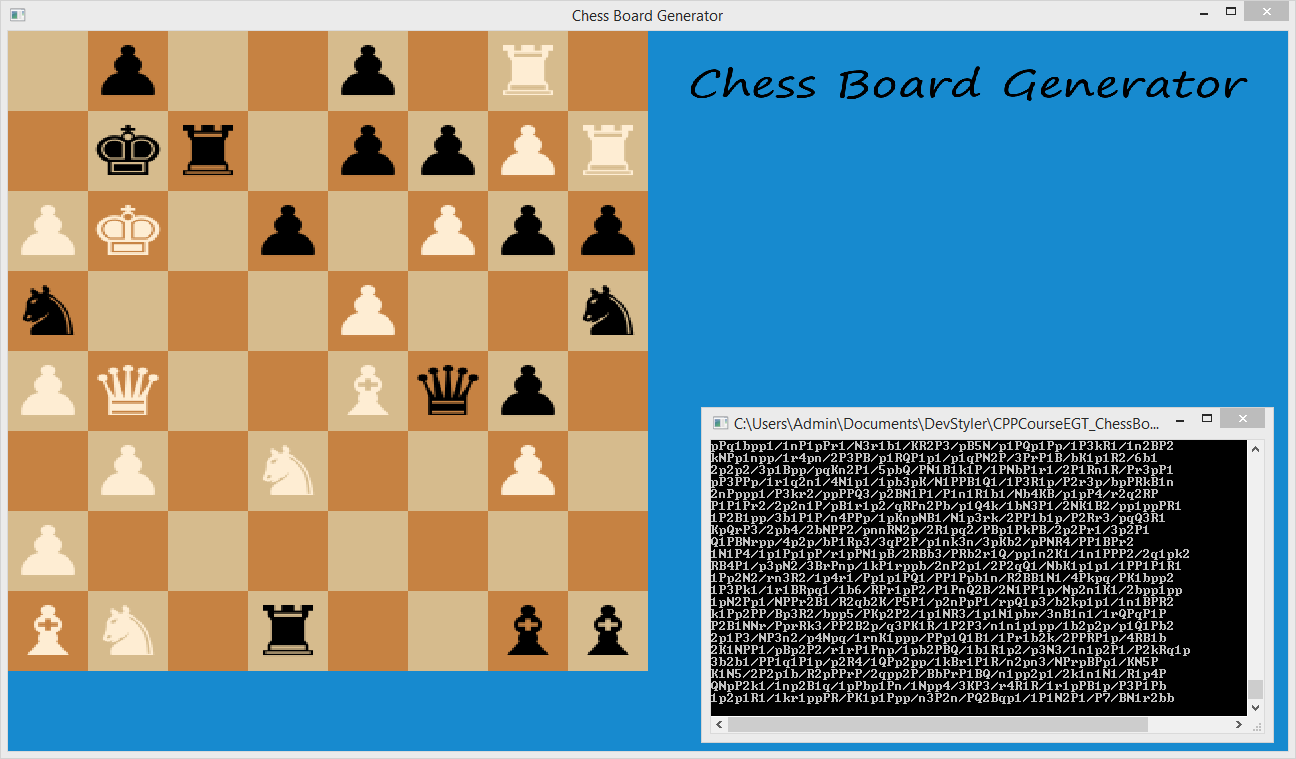 Chess Board Generator
Chess Board Generator
C:\Users\Admin\Documents\DevStyler\CPPCourseEGT_ChessBo...
pPq1bpp1/1nP1pPr1/N3r1b1/KR2P3/pB5N/p1PQp1Pp/1P3kR1/1n2BP2
kNPp1npp/1r4pn/2P3PB/p1RQP1p1/p1qPN2P/3PrP1B/bK1p1R2/6b1
2p2p2/3p1Bpp/pqKn2P1/5pbQ/PN1B1k1P/1PNbP1r1/2P1Rn1R/Pr3pP1
pP3PPp/1r1q2n1/4N1p1/1pb3pK/N1PPB1Q1/1P3R1p/P2r3p/bpPRkB1n
2nPppp1/P3kr2/ppPPQ3/p2BN1P1/P1n1R1b1/Nb4KB/p1pP4/r2q2RP
P1P1Pr2/2p2n1P/pB1r1p2/qRPn2Pb/p1Q4k/1bN3P1/2NK1B2/pp1ppPR1
1P2B1pp/3b1P1P/n4PPp/1pKnpNB1/N1p3rk/2PP1b1p/P2Rr3/pqQ3R1
KpQrP3/2pb4/2bNPP2/pnnRN2p/2R1pq2/PBp1PkPB/2p2Pr1/3p2P1
Q1PBNrpp/4p2p/bP1Rp3/3qP2P/p1nk3n/3pKb2/pPNR4/PP1BPr2
1N1P4/1p1Pp1pP/r1pPN1pB/2RBb3/PRb2r1Q/pp1n2K1/1n1PPP2/2q1pk2
RB4P1/p3pN2/3BrPnp/1kP1rppb/2nP2p1/2P2qQ1/NbK1p1p1/1PP1P1R1
1Pp2N2/rn3R2/1p4r1/Pp1p1PQ1/PP1Ppb1n/R2BB1N1/4Pkpq/PK1bpp2
1P3Pk1/1r1BRpq1/1b6/RPr1pP2/P1PnQ2B/2N1PP1p/Np2n1K1/2bpp1pp
1pN2Pp1/NPPr2B1/R2qb2K/P5P1/p2nPpP1/rpQ1p3/b2kp1p1/1n1BPR2
k1Pp2PP/Bp3R2/bpp5/PKp2P2/1p1NR3/1p1N1pbr/3nB1n1/1rQPqP1P
P2B1NNr/PprRk3/PP2B2p/q3PK1R/1P2P3/n1n1p1pp/1b2p2p/p1Q1Pb2
2p1P3/NP3n2/p4Npq/1rnK1ppp/PPp1Q1B1/1Pr1b2k/2PPRP1p/4RB1b
2K1NPP1/pBp2P2/r1rP1Pnp/1pb2PBQ/1b1R1p2/p3N3/1n1p2P1/P2kRq1p
3b2b1/PP1q1P1p/p2R4/1QPp2pp/1kBr1P1R/n2pn3/NPrpBPp1/KN5P
K1N5/2P2p1b/R2pPPrP/2qpp2P/BbPrP1BQ/n1pp2p1/2k1n1N1/R1p4P
QNpP2k1/1np2B1q/1pPbp1Pn/1Npp4/3KP3/r4R1R/1r1pPB1p/P3P1Pb
1p2p1R1/1kr1ppPR/PK1p1Ppp/n3P2n/PQ2Bqp1/1P1N2P1/P7/BN1r2bb